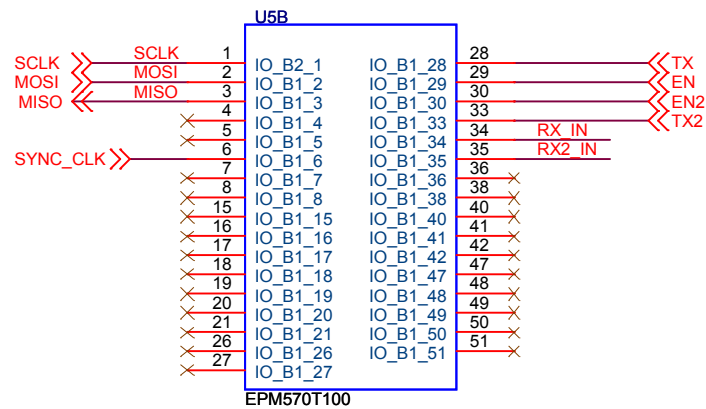 U5B
SCLK SCLK 1 IO_B2_1 IO_B1_28 28 TX
MOSI MOSI 2 IO_B1_2 IO_B1_29 29 EN
MISO MISO 3 IO_B1_3 IO_B1_30 30 EN2
4 IO_B1_4 IO_B1_33 33 TX2
5 IO_B1_5 IO_B1_34 34 RX_IN
SYNC_CLK 6 IO_B1_6 IO_B1_35 35 RX2_IN
7 IO_B1_7 IO_B1_36 36
8 IO_B1_8 IO_B1_38 38
15 IO_B1_15 IO_B1_40 40
16 IO_B1_16 IO_B1_41 41
17 IO_B1_17 IO_B1_42 42
18 IO_B1_18 IO_B1_47 47
19 IO_B1_19 IO_B1_48 48
20 IO_B1_20 IO_B1_49 49
21 IO_B1_21 IO_B1_50 50
26 IO_B1_26 IO_B1_51 51
27 IO_B1_27
EPM570T100